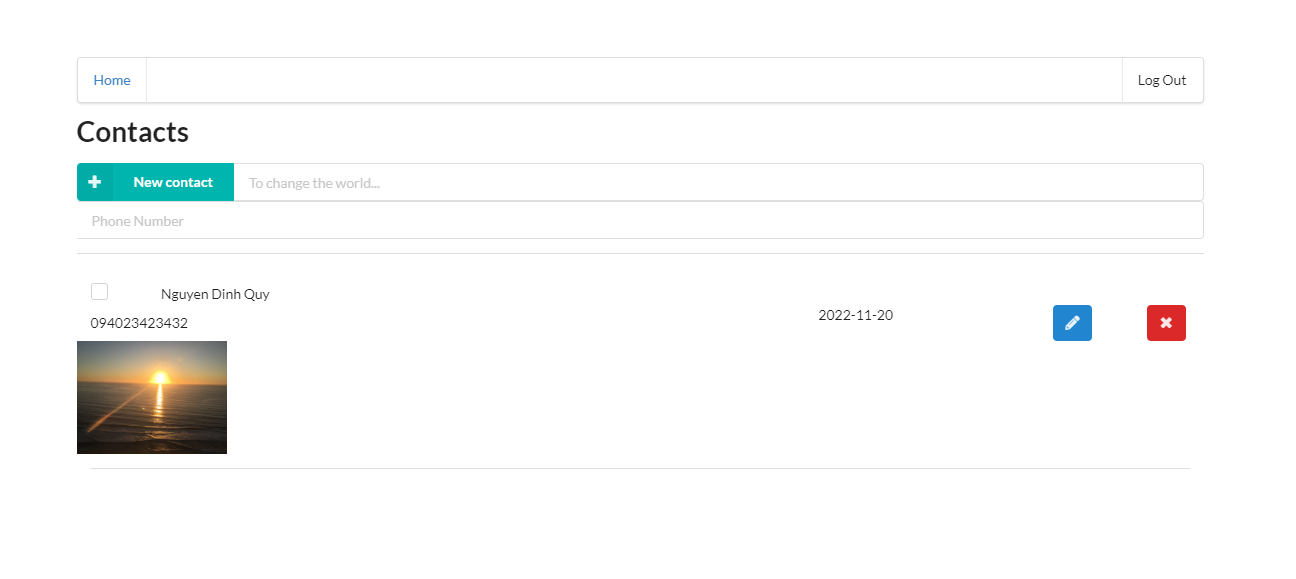 Home Log Out
Contacts
New contact To change the world...
Phone Number
Nguyen Dinh Quy
094023423432
2022-11-20